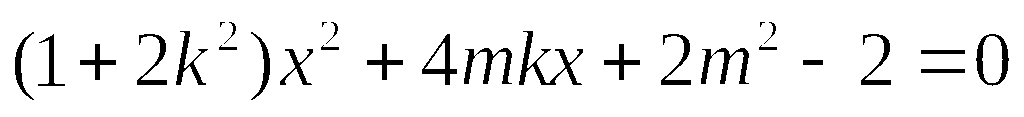 (1 + 2k²)x² + 4mkx + 2m² - 2 = 0